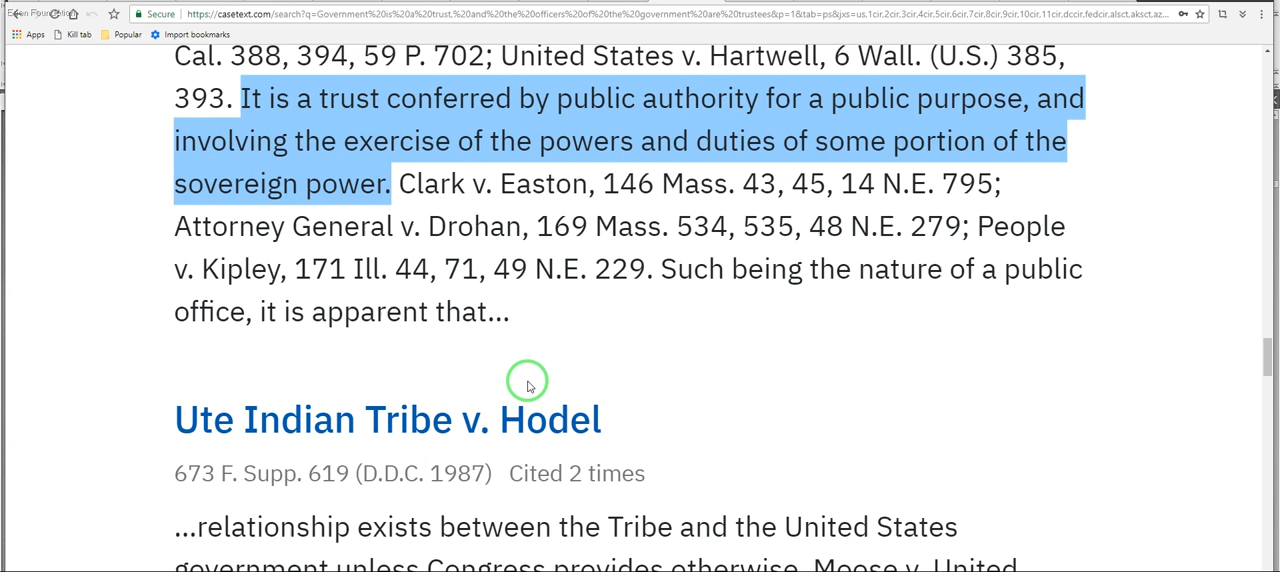 Secure https://casetext.com/search?q=Government%20is%20a%20trust,%20and%20the%20officers%20of%20the%20government%20are%20trustees&p=1&tab=ps&jxs=us,1cir,2cir,3cir,4cir,5cir,6cir,7cir,8cir,9cir,10cir,11cir,dccir,fedcir,alsct,aksct,az...
Apps Kill tab Popular Import bookmarks
Cal. 388, 394, 59 P. 702; United States v. Hartwell, 6 Wall. (U.S.) 385,
393. It is a trust conferred by public authority for a public purpose, and
involving the exercise of the powers and duties of some portion of the
sovereign power. Clark v. Easton, 146 Mass. 43, 45, 14 N.E. 795;
Attorney General v. Drohan, 169 Mass. 534, 535, 48 N.E. 279; People
v. Kipley, 171 Ill. 44, 71, 49 N.E. 229. Such being the nature of a public
office, it is apparent that...
Ute Indian Tribe v. Hodel
673 F. Supp. 619 (D.D.C. 1987) Cited 2 times
...relationship exists between the Tribe and the United States
government unless Congress provides otherwise. Moose v. United